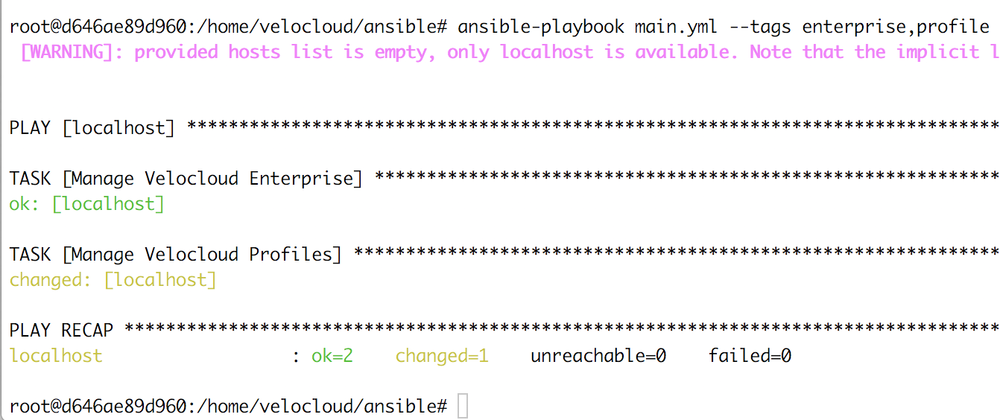 root@d646ae89d960:/home/velocloud/ansible# ansible-playbook main.yml --tags enterprise,profile
[WARNING]: provided hosts list is empty, only localhost is available. Note that the implicit l
PLAY [localhost] ******************************************************************************
TASK [Manage Velocloud Enterprise] ************************************************************
ok: [localhost]
TASK [Manage Velocloud Profiles] **************************************************************
changed: [localhost]
PLAY RECAP ************************************************************************************
localhost                  : ok=2    changed=1    unreachable=0    failed=0
root@d646ae89d960:/home/velocloud/ansible#